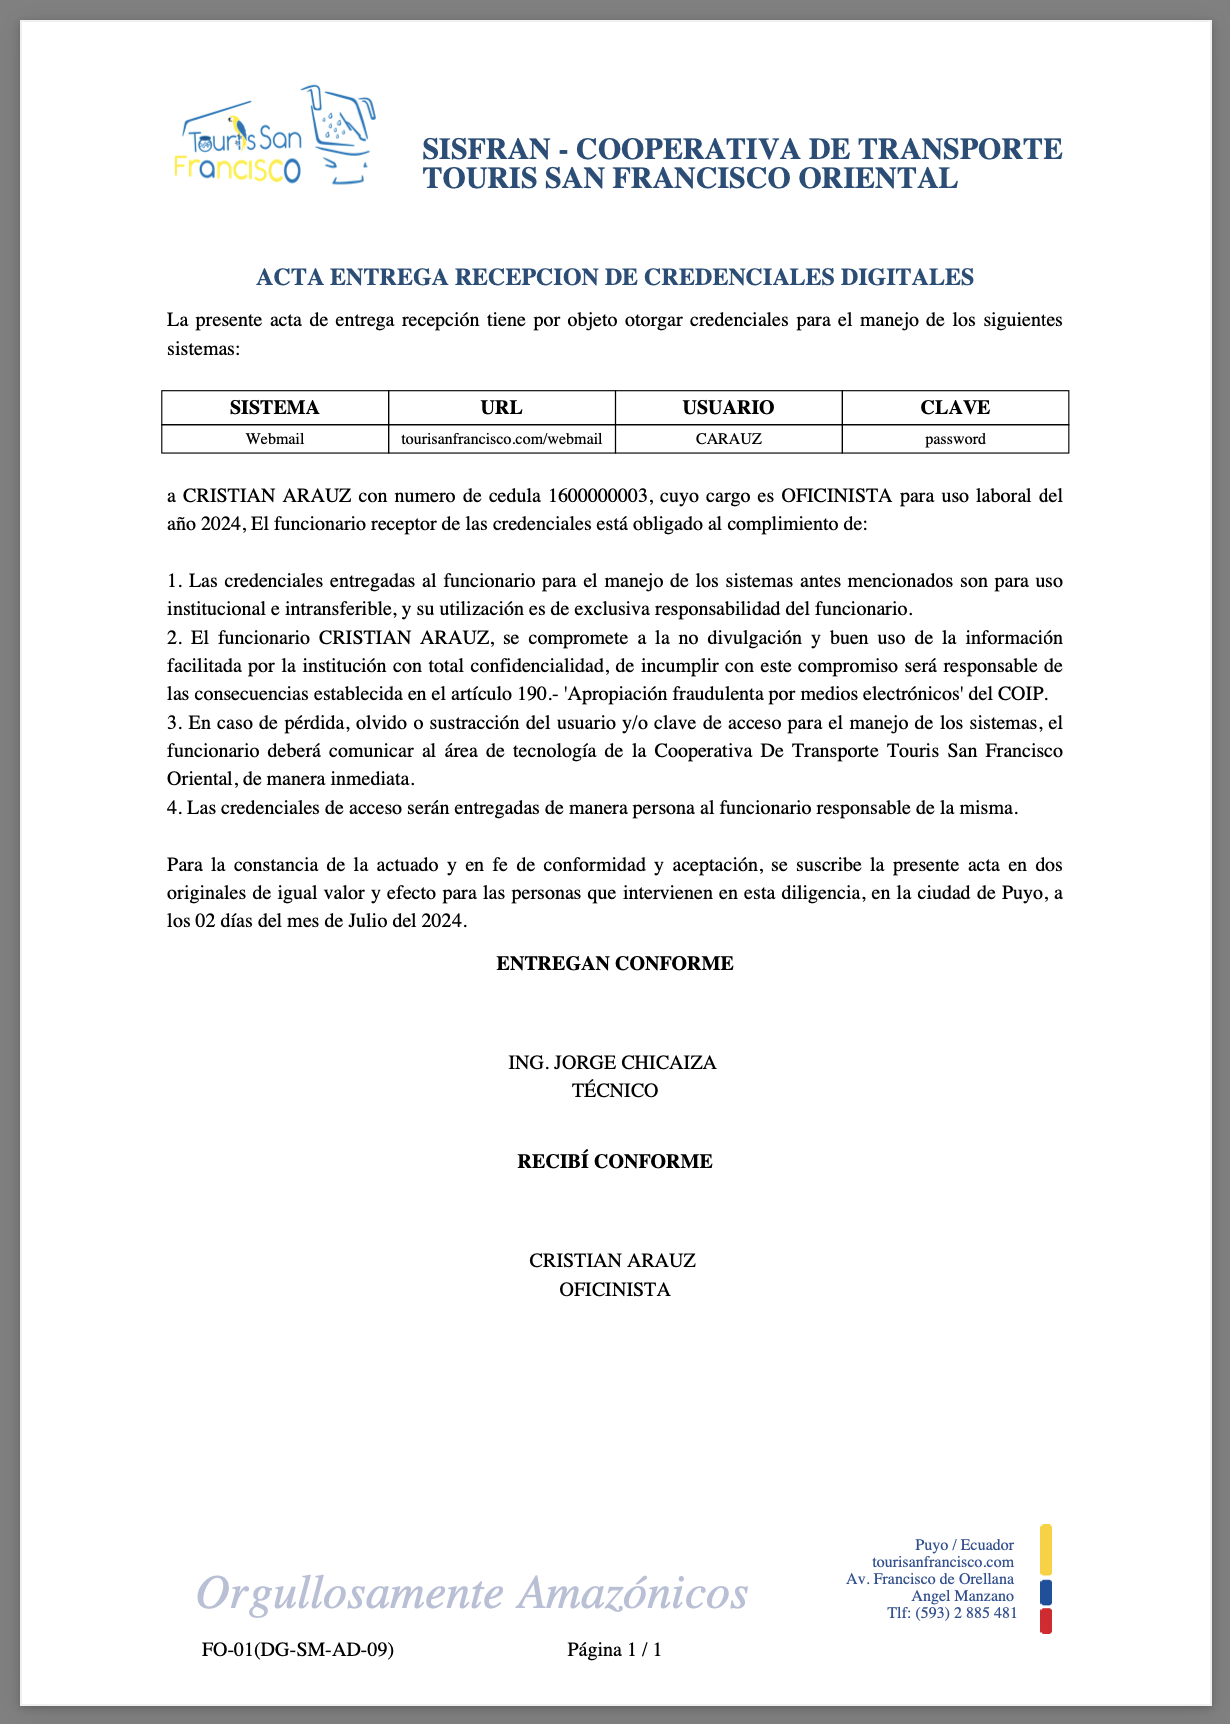 Touris San
Francisco
SISFRAN - COOPERATIVA DE TRANSPORTE
TOURIS SAN FRANCISCO ORIENTAL
ACTA ENTREGA RECEPCION DE CREDENCIALES DIGITALES
La presente acta de entrega recepción tiene por objeto otorgar credenciales para el manejo de los siguientes
sistemas:
SISTEMA URL USUARIO CLAVE
Webmail tourisanfrancisco.com/webmail CARAUZ password
a CRISTIAN ARAUZ con numero de cedula 1600000003, cuyo cargo es OFICINISTA para uso laboral del
año 2024, El funcionario receptor de las credenciales está obligado al complimiento de:
1. Las credenciales entregadas al funcionario para el manejo de los sistemas antes mencionados son para uso
institucional e intransferible, y su utilización es de exclusiva responsabilidad del funcionario.
2. El funcionario CRISTIAN ARAUZ, se compromete a la no divulgación y buen uso de la información
facilitada por la institución con total confidencialidad, de incumplir con este compromiso será responsable de
las consecuencias establecida en el artículo 190.- 'Apropiación fraudulenta por medios electrónicos' del COIP.
3. En caso de pérdida, olvido o sustracción del usuario y/o clave de acceso para el manejo de los sistemas, el
funcionario deberá comunicar al área de tecnología de la Cooperativa De Transporte Touris San Francisco
Oriental, de manera inmediata.
4. Las credenciales de acceso serán entregadas de manera persona al funcionario responsable de la misma.
Para la constancia de la actuado y en fe de conformidad y aceptación, se suscribe la presente acta en dos
originales de igual valor y efecto para las personas que intervienen en esta diligencia, en la ciudad de Puyo, a
los 02 días del mes de Julio del 2024.
ENTREGAN CONFORME
ING. JORGE CHICAIZA
TÉCNICO
RECIBÍ CONFORME
CRISTIAN ARAUZ
OFICINISTA
Puyo / Ecuador
tourisanfrancisco.com
Av. Francisco de Orellana
Angel Manzano
Tlf: (593) 2 885 481
Orgullosamente Amazónicos
FO-01(DG-SM-AD-09) Página 1 / 1